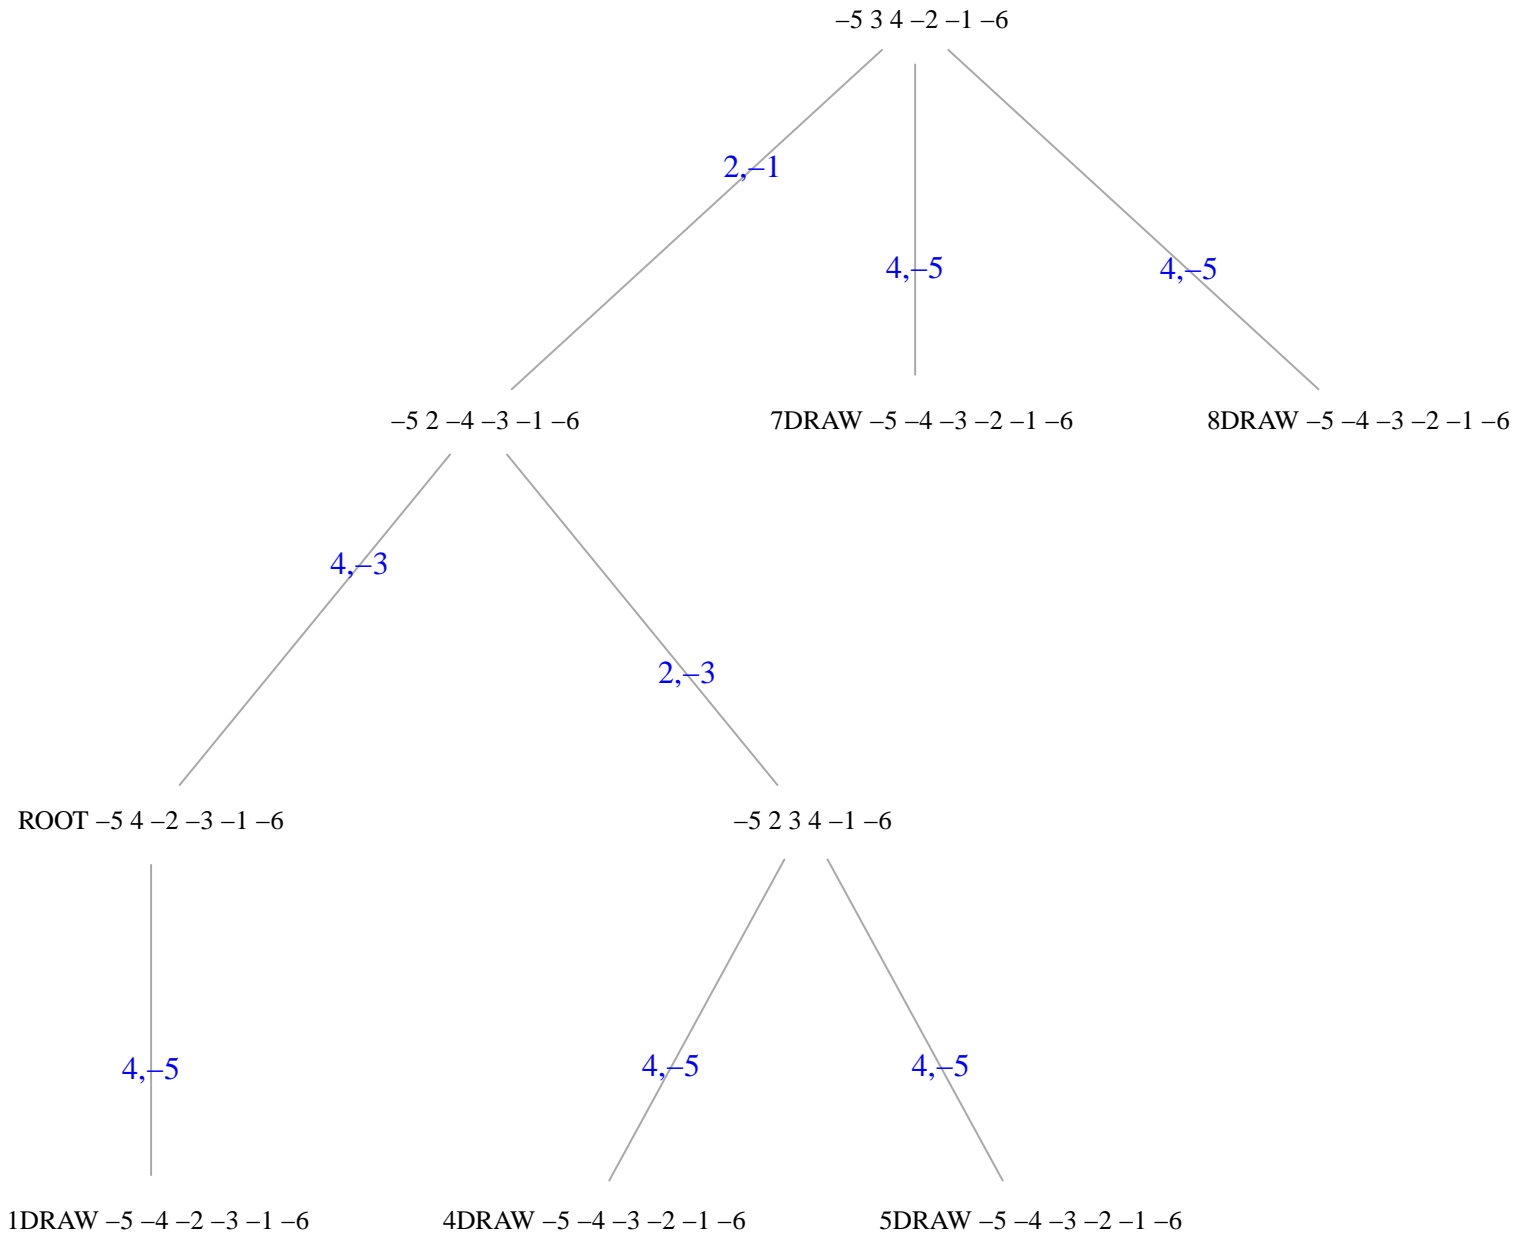 –5 3 4 –2 –1 –6
2,–1
4,–5
4,–5
–5 2 –4 –3 –1 –6
7DRAW –5 –4 –3 –2 –1 –6
8DRAW –5 –4 –3 –2 –1 –6
4,–3
2,–3
ROOT –5 4 –2 –3 –1 –6
–5 2 3 4 –1 –6
4,–5
4,–5
4,–5
1DRAW –5 –4 –2 –3 –1 –6
4DRAW –5 –4 –3 –2 –1 –6
5DRAW –5 –4 –3 –2 –1 –6